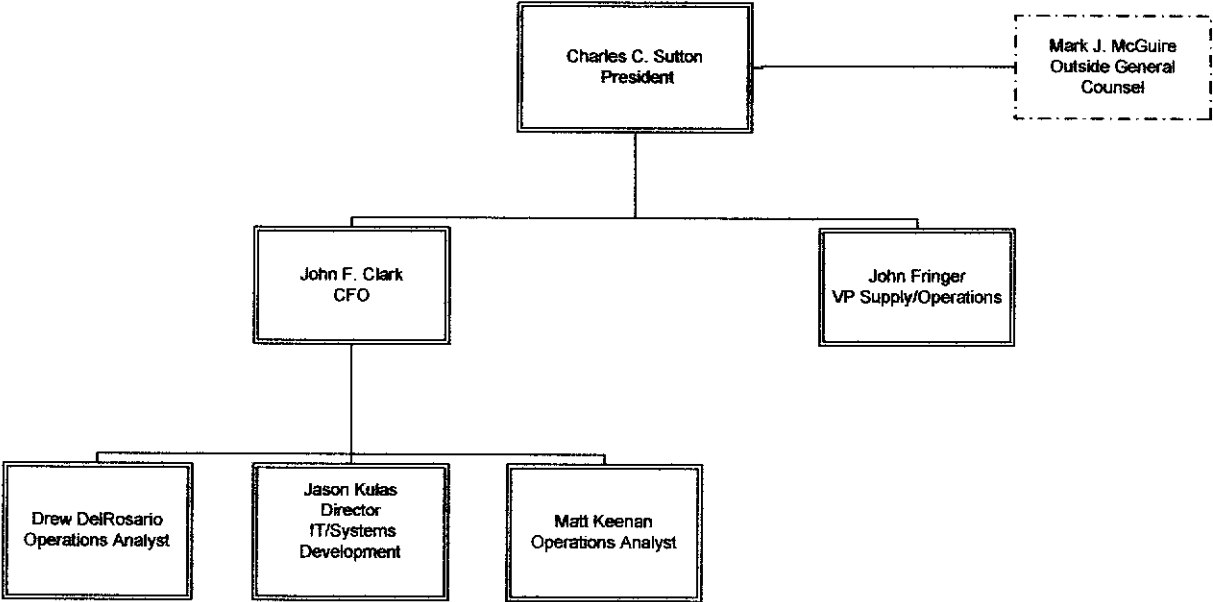 Charles C. Sutton
President
Mark J. McGuire
Outside General
Counsel
John F. Clark
CFO
John Fringer
VP Supply/Operations
Drew DelRosario
Operations Analyst
Jason Kulas
Director
IT/Systems
Development
Matt Keenan
Operations Analyst